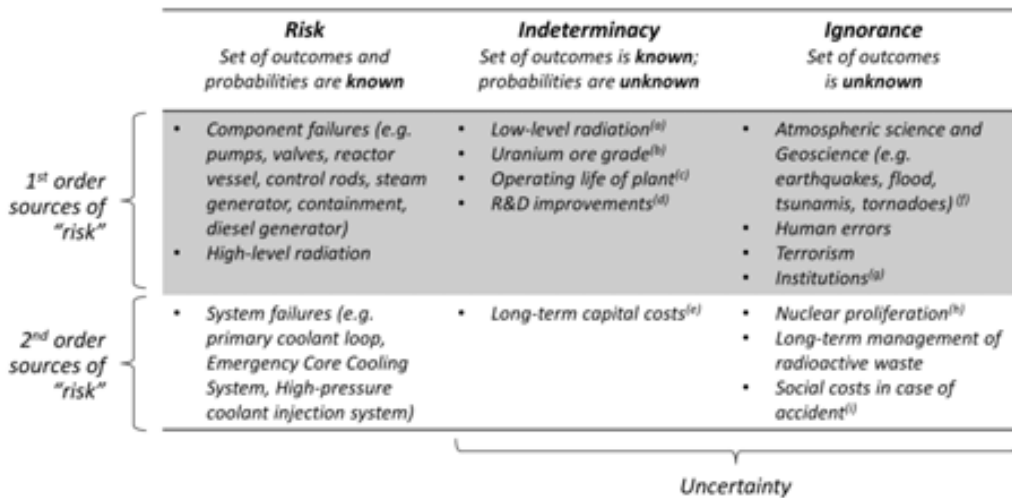 Risk
Set of outcomes and
probabilities are known
Indeterminacy
Set of outcomes is known;
probabilities are unknown
Ignorance
Set of outcomes
is unknown
1st order
sources of
“risk”
• Component failures (e.g.
pumps, valves, reactor
vessel, control rods, steam
generator, containment,
diesel generator)
• High-level radiation
• Low-level radiation(a)
• Uranium ore grade(b)
• Operating life of plant(c)
• R&D improvements(d)
• Atmospheric science and
Geoscience (e.g.
earthquakes, flood,
tsunamis, tornadoes) (f)
• Human errors
• Terrorism
• Institutions(g)
2nd order
sources of
“risk”
• System failures (e.g.
primary coolant loop,
Emergency Core Cooling
System, High-pressure
coolant injection system)
• Long-term capital costs(e)
• Nuclear proliferation(h)
• Long-term management of
radioactive waste
• Social costs in case of
accident(i)
Uncertainty